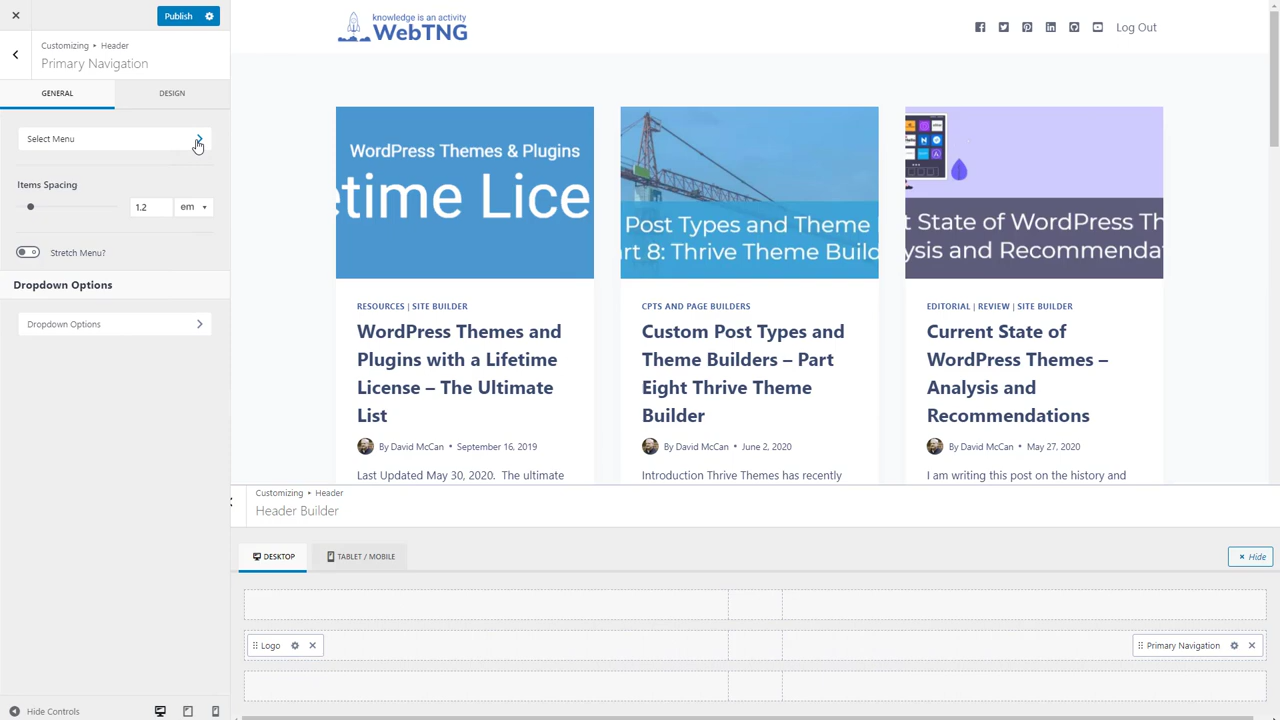 Publish
Customizing ▸ Header
Primary Navigation
GENERAL
DESIGN
Select Menu
Items Spacing
1.2
em
Stretch Menu?
Dropdown Options
Dropdown Options
Hide Controls
knowledge is an activity
WebTNG
Log Out
WordPress Themes & Plugins
etime Lice
RESOURCES | SITE BUILDER
WordPress Themes and
Plugins with a Lifetime
License – The Ultimate
List
By David McCan • September 16, 2019
Last Updated May 30, 2020. The ultimate
Post Types and Theme
rt 8: Thrive Theme Build
CPTS AND PAGE BUILDERS
Custom Post Types and
Theme Builders – Part
Eight Thrive Theme
Builder
By David McCan • June 2, 2020
Introduction Thrive Themes has recently
t State of WordPress Th
ysis and Recommendat
EDITORIAL | REVIEW | SITE BUILDER
Current State of
WordPress Themes –
Analysis and
Recommendations
By David McCan • May 27, 2020
I am writing this post on the history and
Customizing ▸ Header
Header Builder
DESKTOP
TABLET / MOBILE
× Hide
Logo
Primary Navigation